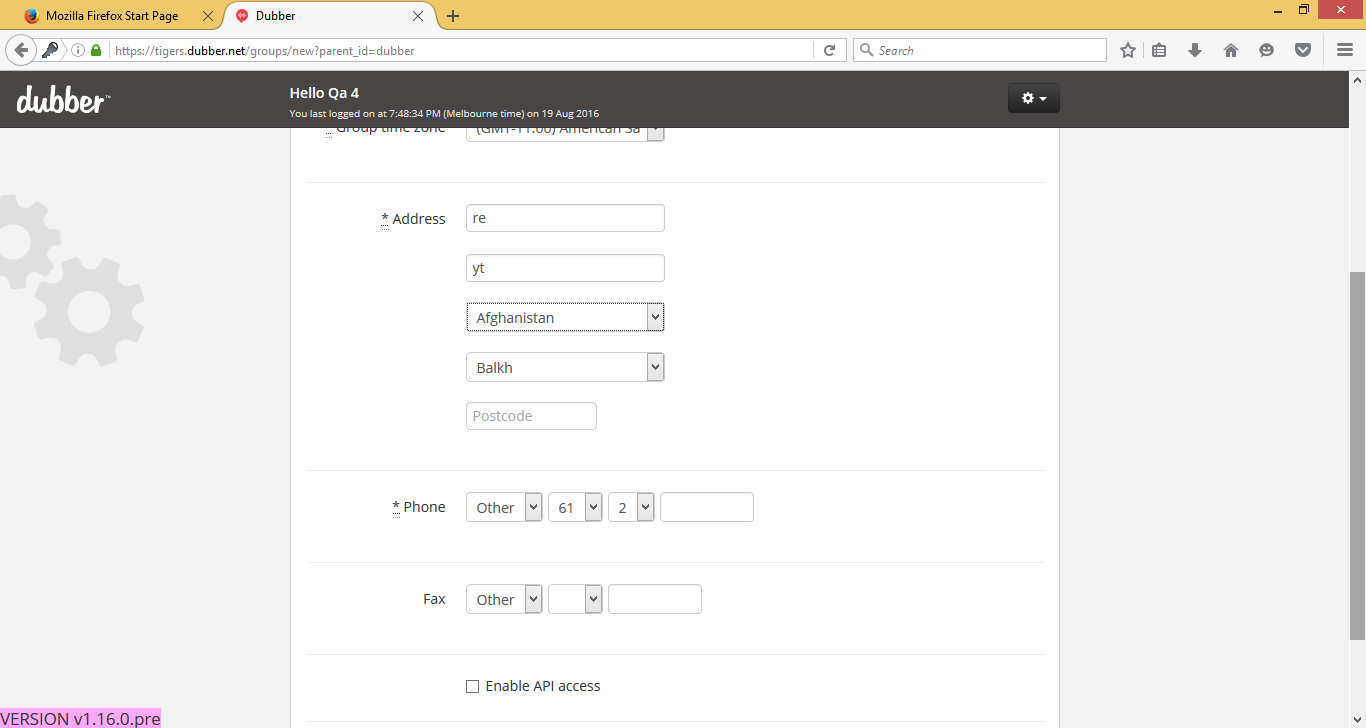 Mozilla Firefox Start Page
Dubber
https://tigers.dubber.net/groups/new?parent_id=dubber
Search
dubber™
Hello Qa 4
You last logged on at 7:48:34 PM (Melbourne time) on 19 Aug 2016
* Group time zone (GMT-11:00) American Sa
* Address re
yt
Afghanistan
Balkh
Postcode
* Phone Other 61 2
Fax Other
Enable API access
VERSION v1.16.0.pre